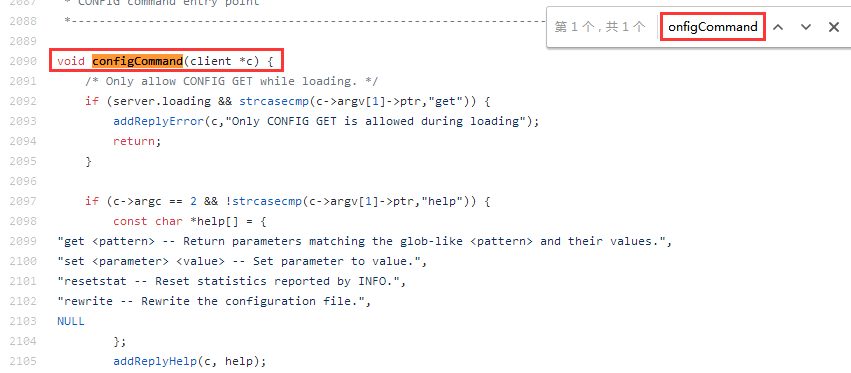 2087 * CONFIG command entry point
2088 *----------------------------------------------------------------------------
第 1 个，共 1 个 onfigCommand
2089
2090 void configCommand(client *c) {
2091 /* Only allow CONFIG GET while loading. */
2092 if (server.loading && strcasecmp(c->argv[1]->ptr,"get")) {
2093 addReplyError(c,"Only CONFIG GET is allowed during loading");
2094 return;
2095 }
2096
2097 if (c->argc == 2 && !strcasecmp(c->argv[1]->ptr,"help")) {
2098 const char *help[] = {
2099 "get <pattern> -- Return parameters matching the glob-like <pattern> and their values.",
2100 "set <parameter> <value> -- Set parameter to value.",
2101 "resetstat -- Reset statistics reported by INFO.",
2102 "rewrite -- Rewrite the configuration file.",
2103 NULL
2104 };
2105 addReplyHelp(c, help);